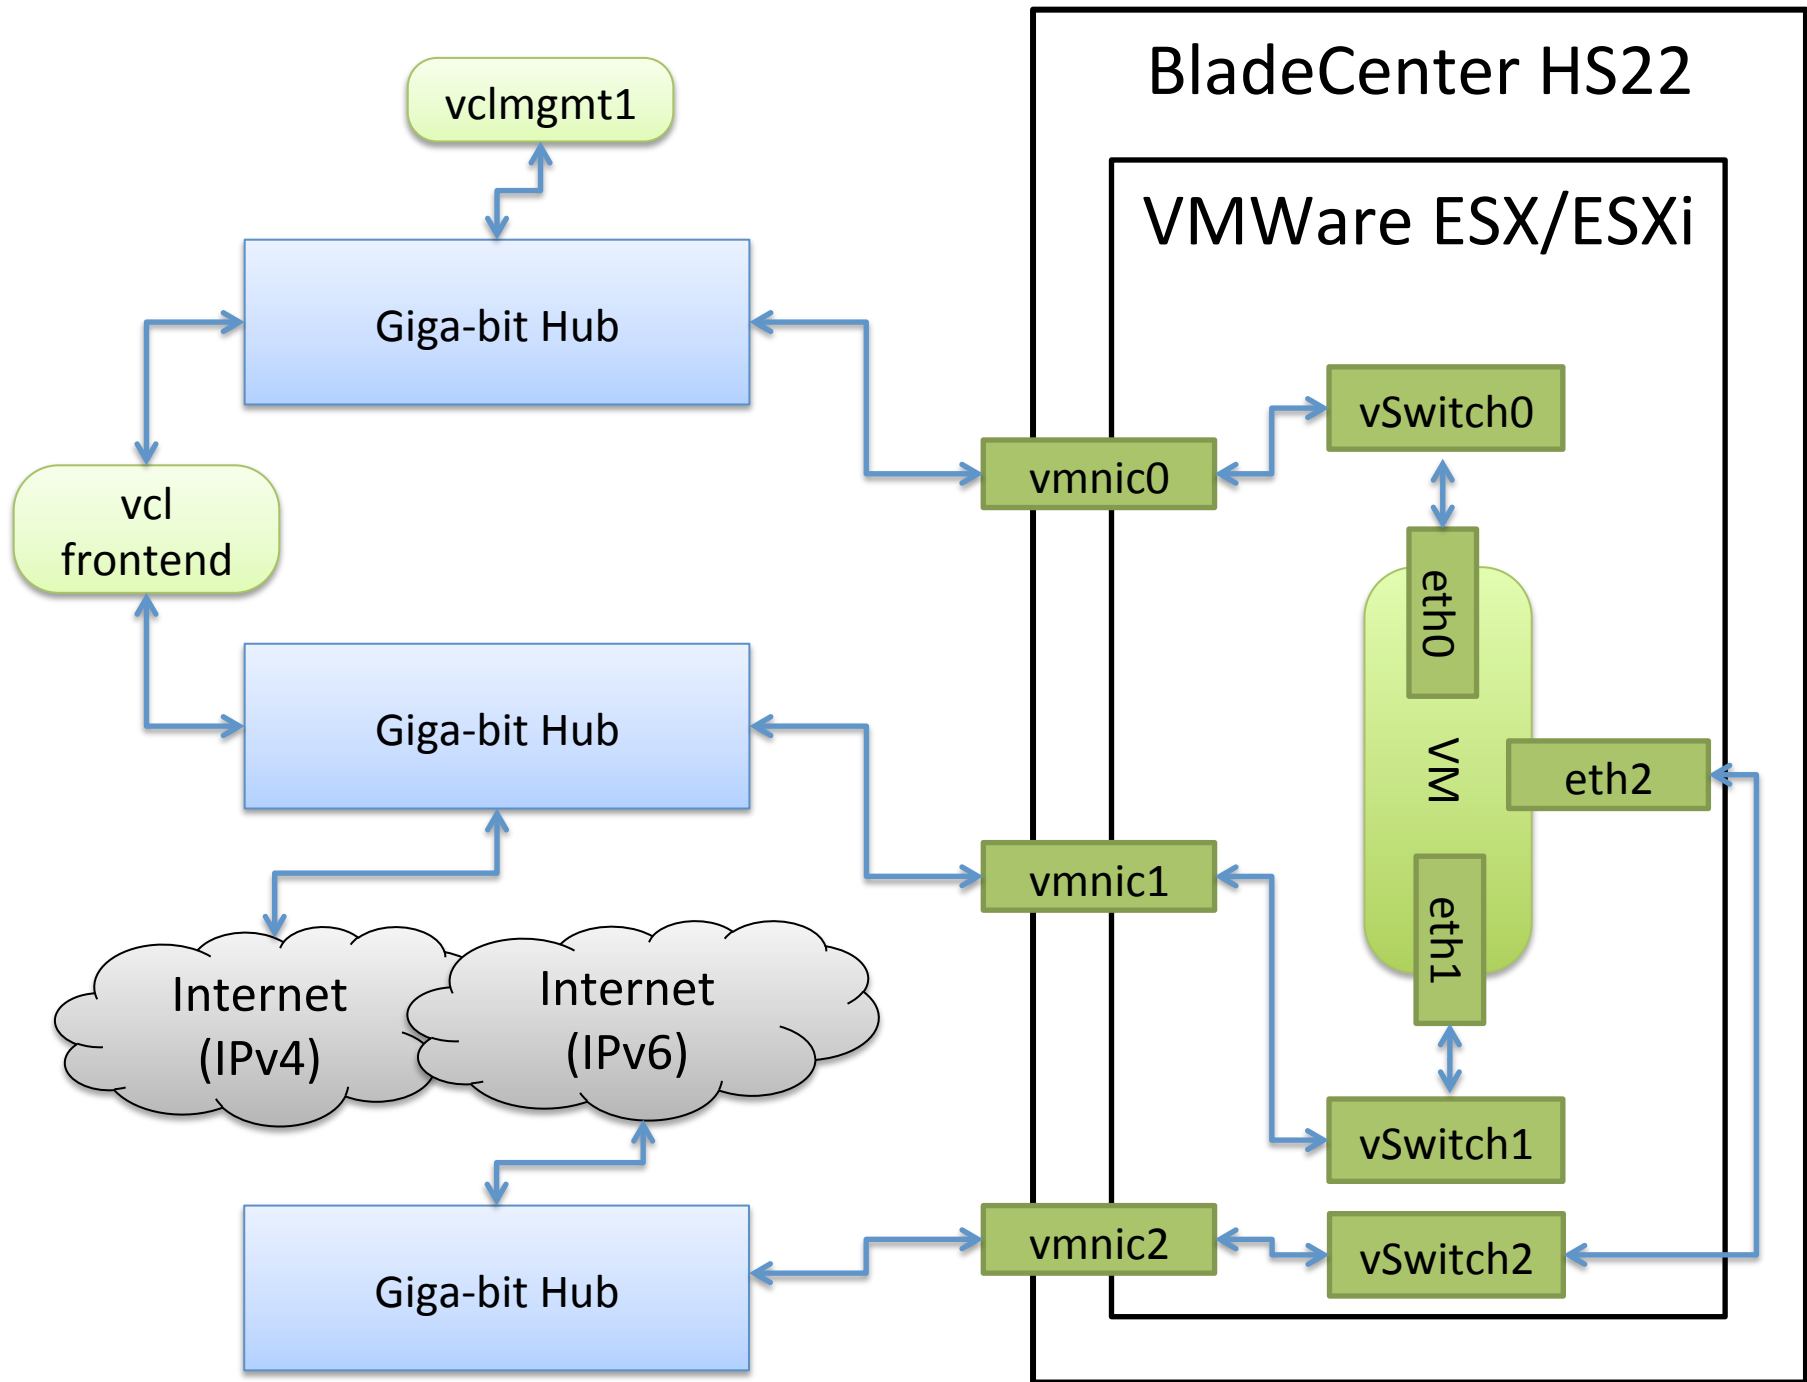 BladeCenter HS22
vclmgmt1
VMWare ESX/ESXi
Giga-bit Hub
vSwitch0
vmnic0
vcl
frontend
eth0
Giga-bit Hub
VM
eth2
vmnic1
eth1
Internet
(IPv4)
Internet
(IPv6)
vSwitch1
vmnic2
vSwitch2
Giga-bit Hub